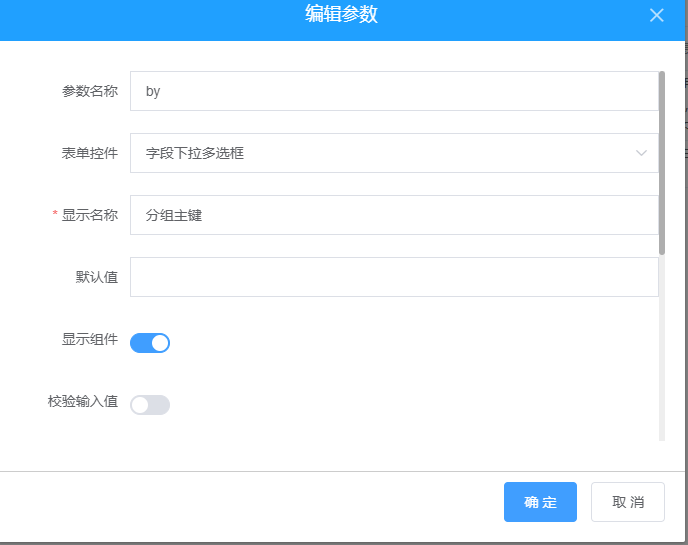 编辑参数
参数名称 by
表单控件 字段下拉多选框
* 显示名称 分组主键
默认值
显示组件
校验输入值
确 定 取 消